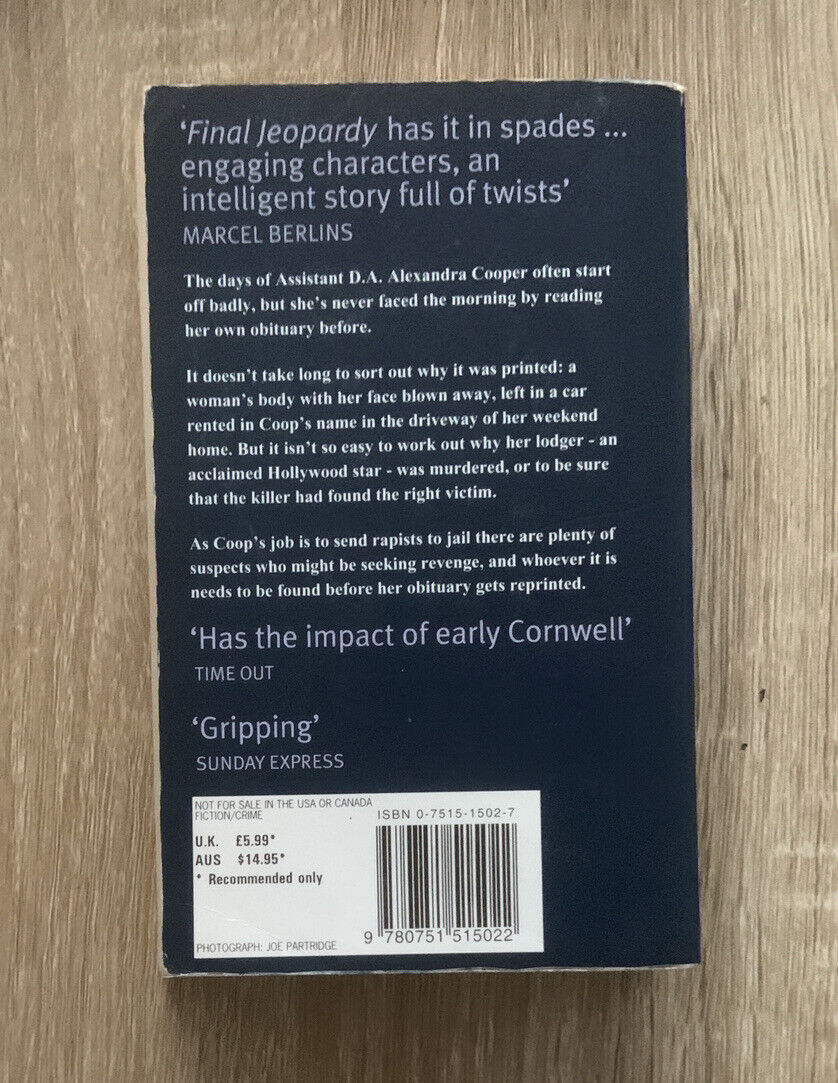 ‘Final Jeopardy has it in spades ...
engaging characters, an
intelligent story full of twists’
MARCEL BERLINS
The days of Assistant D.A. Alexandra Cooper often start
off badly, but she’s never faced the morning by reading
her own obituary before.
It doesn’t take long to sort out why it was printed: a
woman’s body with her face blown away, left in a car
rented in Coop’s name in the driveway of her weekend
home. But it isn’t so easy to work out why her lodger - an
acclaimed Hollywood star - was murdered, or to be sure
that the killer had found the right victim.
As Coop’s job is to send rapists to jail there are plenty of
suspects who might be seeking revenge, and whoever it is
needs to be found before her obituary gets reprinted.
‘Has the impact of early Cornwell’
TIME OUT
‘Gripping’
SUNDAY EXPRESS
NOT FOR SALE IN THE USA OR CANADA
FICTION/CRIME
U.K. £5.99*
AUS $14.95*
* Recommended only
PHOTOGRAPH: JOE PARTRIDGE
ISBN 0-7515-1502-7
9 780751 515022